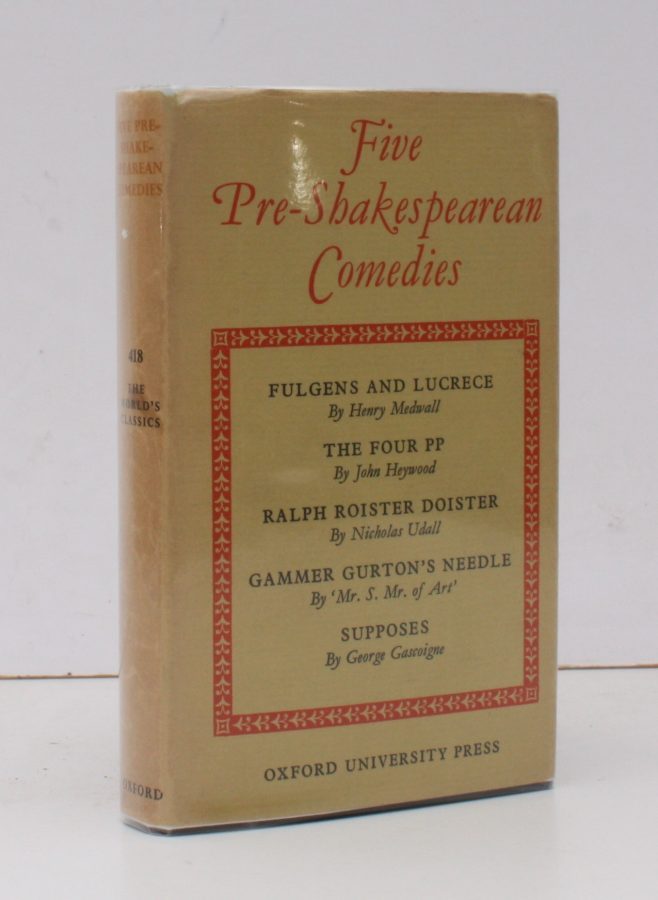 Five
Pre-Shakespearean
Comedies
FULGENS AND LUCRECE
By Henry Medwall
THE FOUR PP
By John Heywood
RALPH ROISTER DOISTER
By Nicholas Udall
GAMMER GURTON'S NEEDLE
By 'Mr. S. Mr. of Art'
SUPPOSES
By George Gascoigne
OXFORD UNIVERSITY PRESS
FIVE PRE-
SHAKE-
SPEAREAN
COMEDIES
418
THE
WORLD'S
CLASSICS
OXFORD